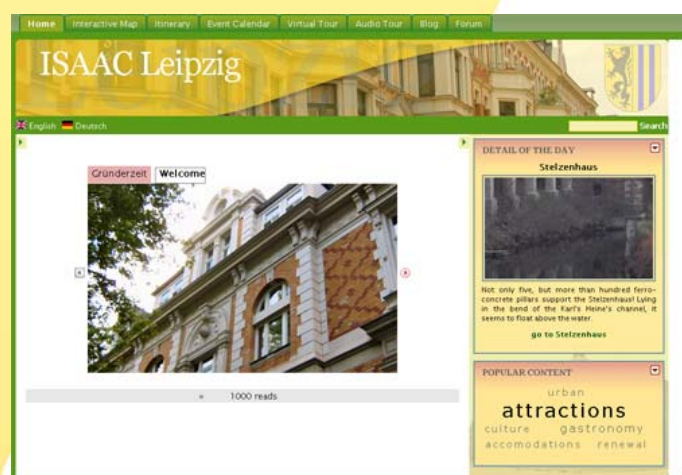 Home Interactive Map Itinerary Event Calendar Virtual Tour Audio Tour Blog Forum
ISAAC Leipzig
English Deutsch Search
DETAIL OF THE DAY
Stelzenhaus
Gründerzeit Welcome
Not only five, but more than hundred ferro-
concrete pillars support the Stelzenhaus! Lying
in the bend of the Karl's Heine's channel, it
seems to float above the water.
go to Stelzenhaus
1000 reads
POPULAR CONTENT
urban
attractions
culture gastronomy
accomodations renewal